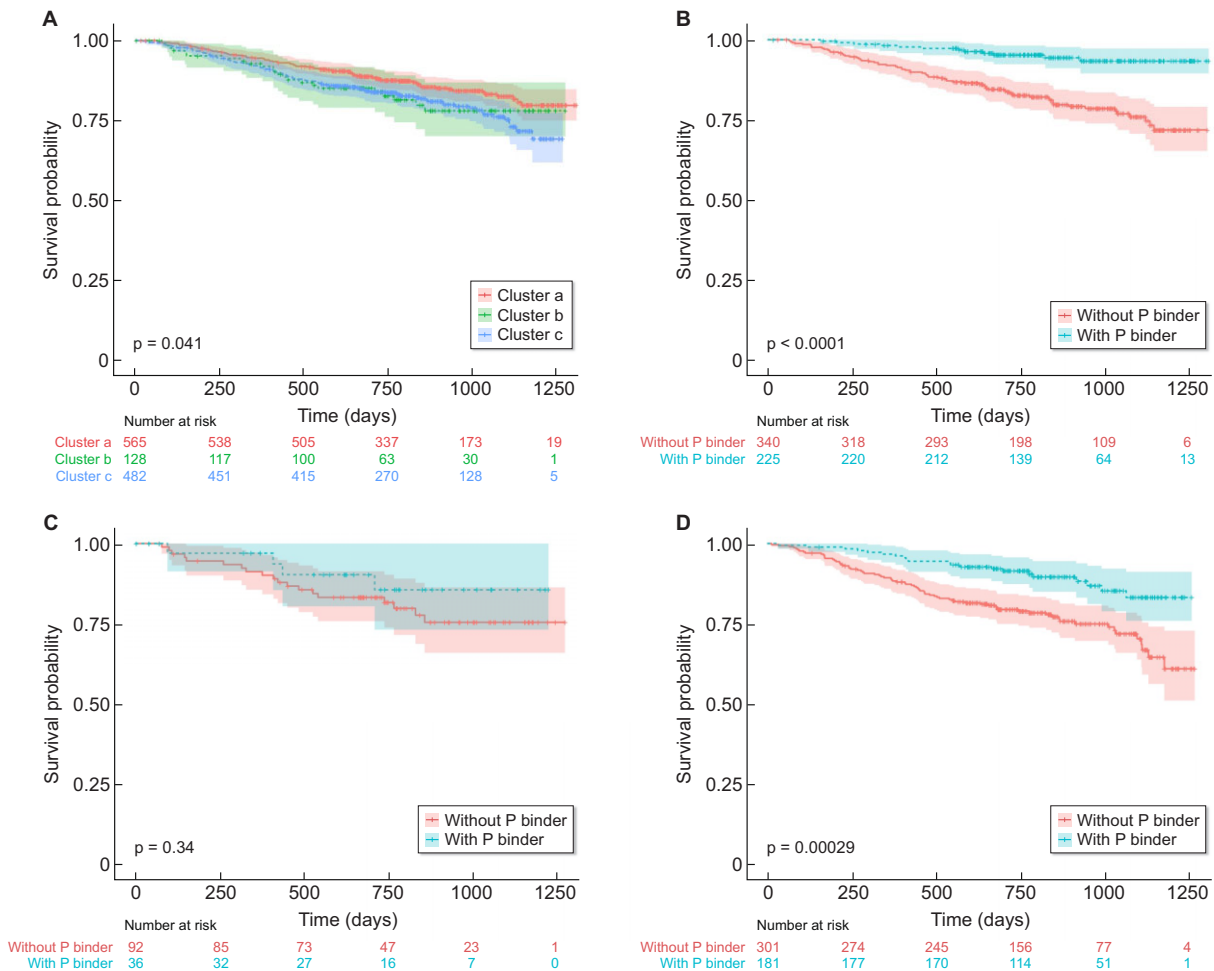 A
Survival probability
1.00
0.75
0.50
0.25
0
Cluster a
Cluster b
Cluster c
p = 0.041
0 250 500 750 1000 1250
Time (days)
Number at risk
Cluster a 565 538 505 337 173 19
Cluster b 128 117 100 63 30 1
Cluster c 482 451 415 270 128 5
B
Survival probability
1.00
0.75
0.50
0.25
0
Without P binder
With P binder
p < 0.0001
0 250 500 750 1000 1250
Time (days)
Number at risk
Without P binder 340 318 293 198 109 6
With P binder 225 220 212 139 64 13
C
Survival probability
1.00
0.75
0.50
0.25
0
Without P binder
With P binder
p = 0.34
0 250 500 750 1000 1250
Time (days)
Number at risk
Without P binder 92 85 73 47 23 1
With P binder 36 32 27 16 7 0
D
Survival probability
1.00
0.75
0.50
0.25
0
Without P binder
With P binder
p = 0.00029
0 250 500 750 1000 1250
Time (days)
Number at risk
Without P binder 301 274 245 156 77 4
With P binder 181 177 170 114 51 1